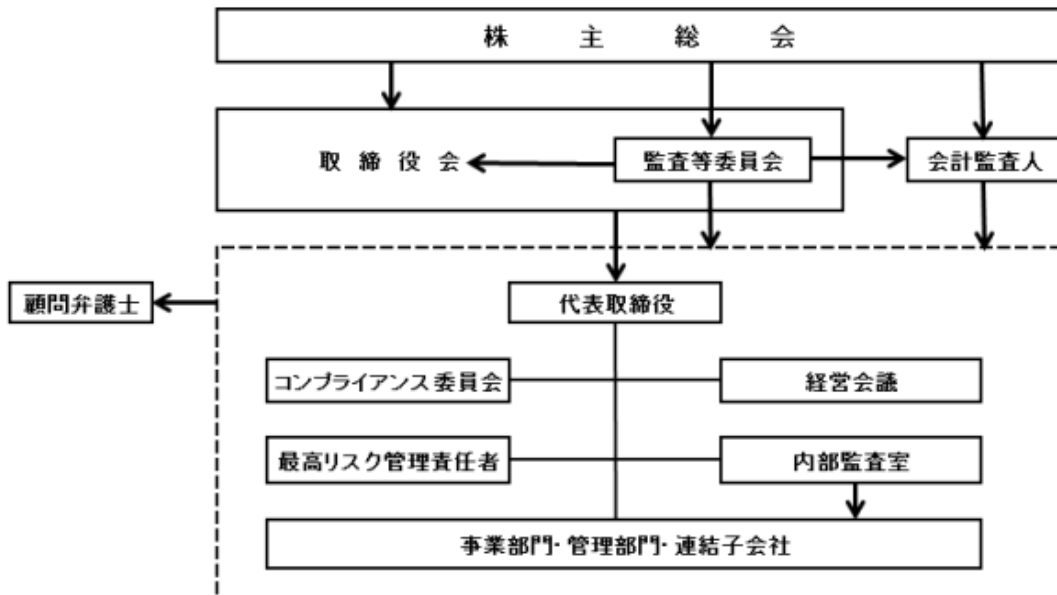 株主総会
取締役会
監査等委員会
会計監査人
顧問弁護士
代表取締役
コンプライアンス委員会
経営会議
最高リスク管理責任者
内部監査室
事業部門・管理部門・連結子会社